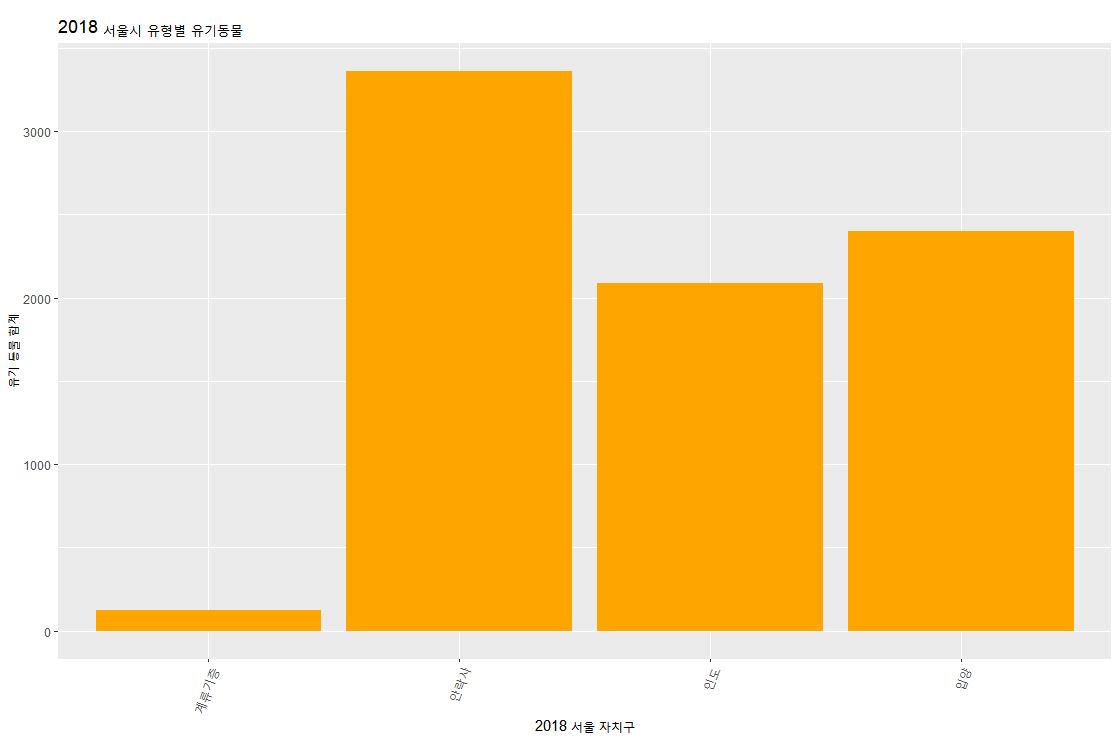 2018 서울시 유형별 유기동물
유기 동물 합계
3000
2000
1000
0
계류기증
안락사
인도
입양
2018 서울 자치구